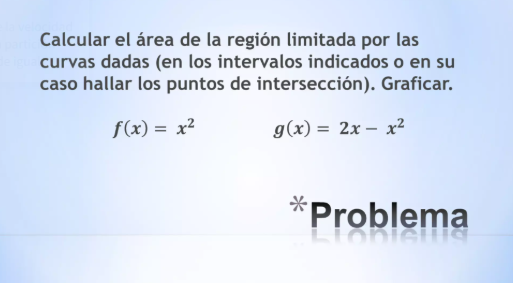 Calcular el área de la región limitada por las
curvas dadas (en los intervalos indicados o en su
caso hallar los puntos de intersección). Graficar.
f(x) = x² g(x) = 2x − x²
*Problema